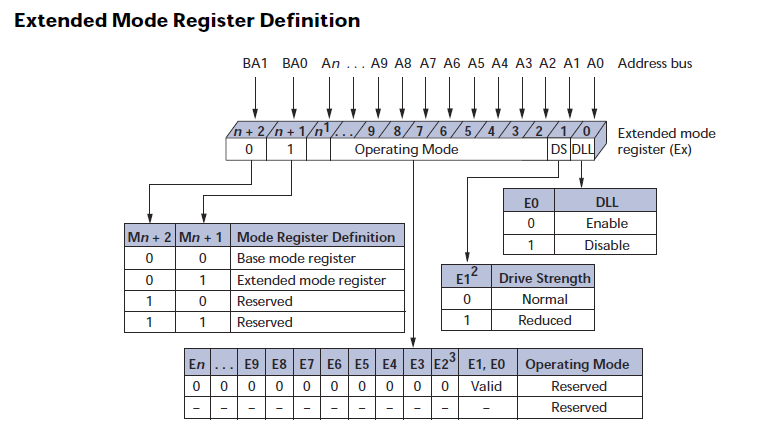 Extended Mode Register Definition
BA1 BA0 An . . . A9 A8 A7 A6 A5 A4 A3 A2 A1 A0 Address bus
n + 2 n + 1 n1 . . . 9 8 7 6 5 4 3 2 1 0 Extended mode
0 1 Operating Mode DS DLL register (Ex)
E0 DLL
0 Enable
1 Disable
Mn + 2 Mn + 1 Mode Register Definition
0 0 Base mode register
0 1 Extended mode register
1 0 Reserved
1 1 Reserved
E1² Drive Strength
0 Normal
1 Reduced
En . . . E9 E8 E7 E6 E5 E4 E3 E2³ E1, E0 Operating Mode
0 0 0 0 0 0 0 0 0 0 Valid Reserved
– – – – – – – – – – – Reserved